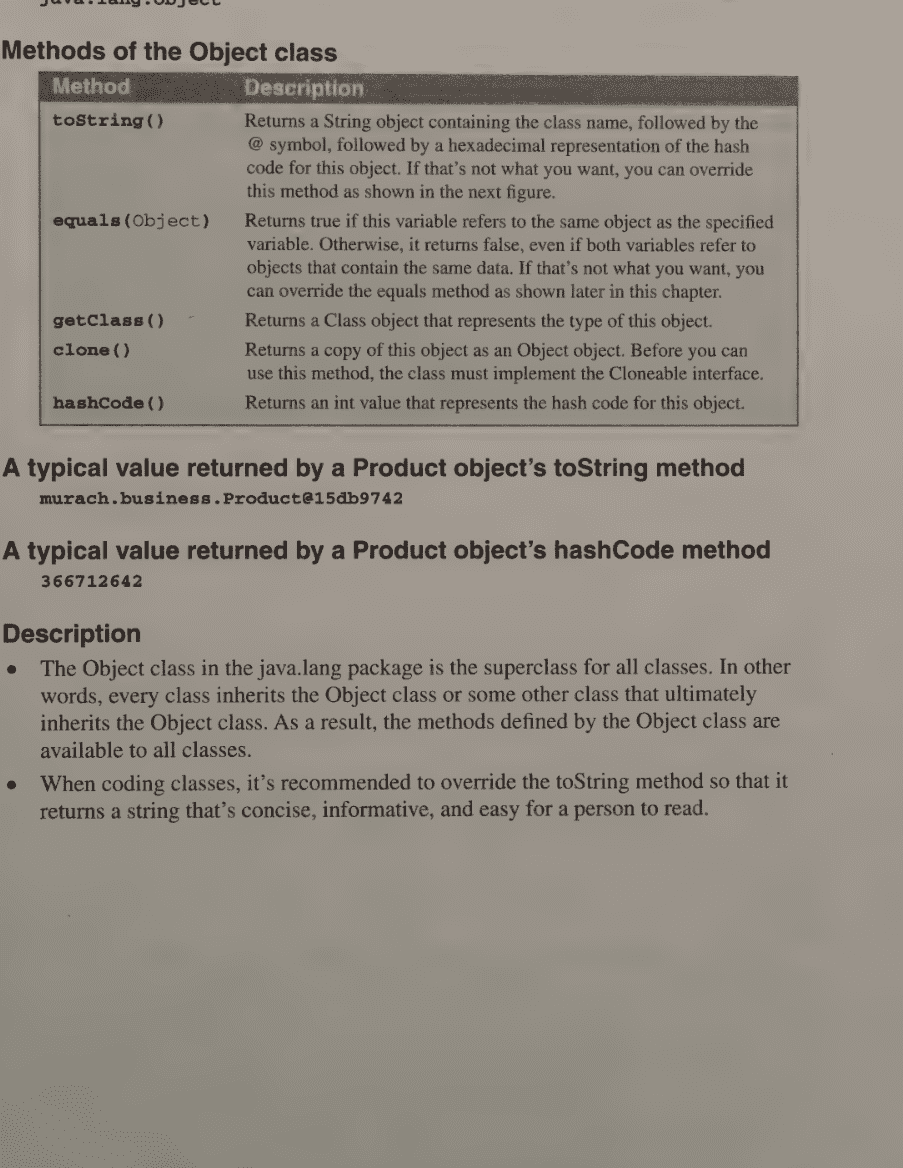 java.lang.Object
Methods of the Object class
Method Description
toString() Returns a String object containing the class name, followed by the
@ symbol, followed by a hexadecimal representation of the hash
code for this object. If that's not what you want, you can override
this method as shown in the next figure.
equals(Object) Returns true if this variable refers to the same object as the specified
variable. Otherwise, it returns false, even if both variables refer to
objects that contain the same data. If that's not what you want, you
can override the equals method as shown later in this chapter.
getClass() Returns a Class object that represents the type of this object.
clone() Returns a copy of this object as an Object object. Before you can
use this method, the class must implement the Cloneable interface.
hashCode() Returns an int value that represents the hash code for this object.
A typical value returned by a Product object's toString method
murach.business.Product@15db9742
A typical value returned by a Product object's hashCode method
366712642
Description
• The Object class in the java.lang package is the superclass for all classes. In other
words, every class inherits the Object class or some other class that ultimately
inherits the Object class. As a result, the methods defined by the Object class are
available to all classes.
• When coding classes, it's recommended to override the toString method so that it
returns a string that's concise, informative, and easy for a person to read.